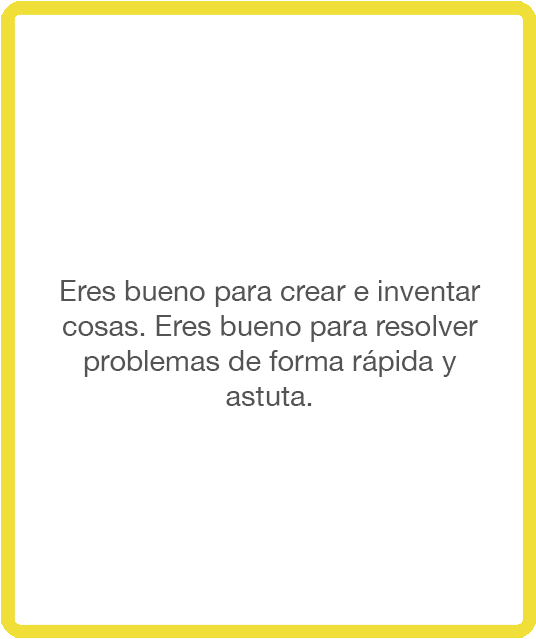 Eres bueno para crear e inventar
cosas. Eres bueno para resolver
problemas de forma rápida y
astuta.